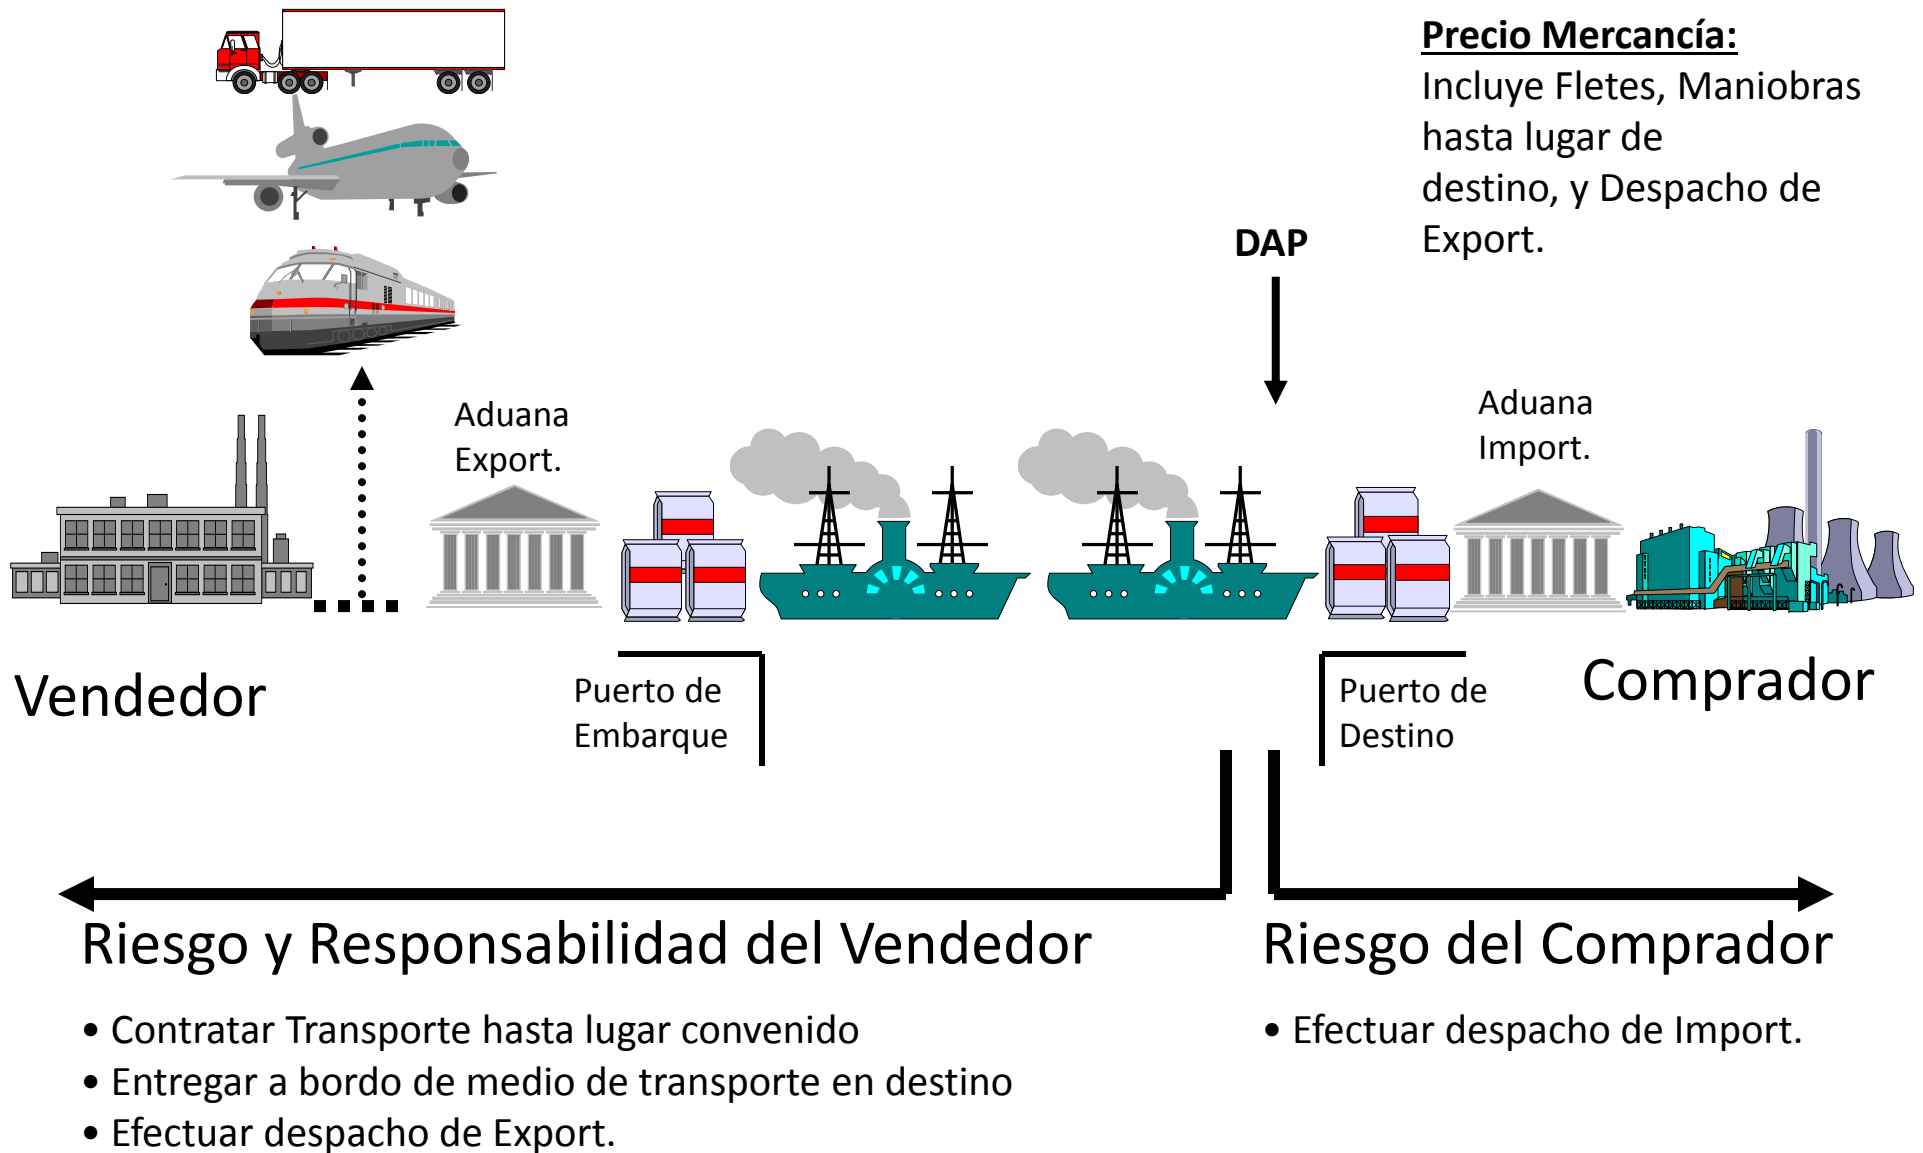 Precio Mercancía:
Incluye Fletes, Maniobras
hasta lugar de
destino, y Despacho de
Export.
DAP
Aduana
Export.
Aduana
Import.
Vendedor
Puerto de
Embarque
Puerto de
Destino
Comprador
Riesgo y Responsabilidad del Vendedor
• Contratar Transporte hasta lugar convenido
• Entregar a bordo de medio de transporte en destino
• Efectuar despacho de Export.
Riesgo del Comprador
• Efectuar despacho de Import.